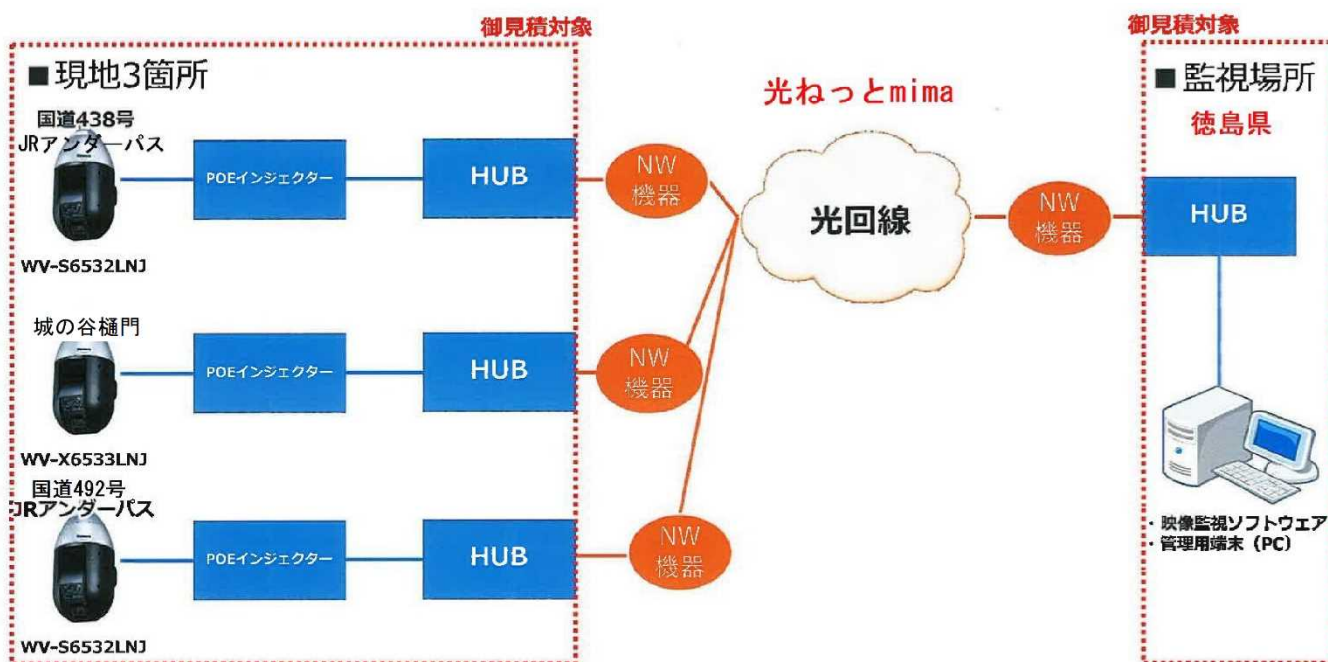 御見積対象
御見積対象
■現地3箇所
光ねっとmima
■監視場所
徳島県
国道438号
JRアンダーパス
POEインジェクター
HUB
NW
機器
光回線
NW
機器
HUB
WV-S6532LNJ
城の谷樋門
POEインジェクター
HUB
NW
機器
WV-X6533LNJ
国道492号
JRアンダーパス
POEインジェクター
HUB
NW
機器
・映像監視ソフトウェア
・管理用端末（PC）
WV-S6532LNJ